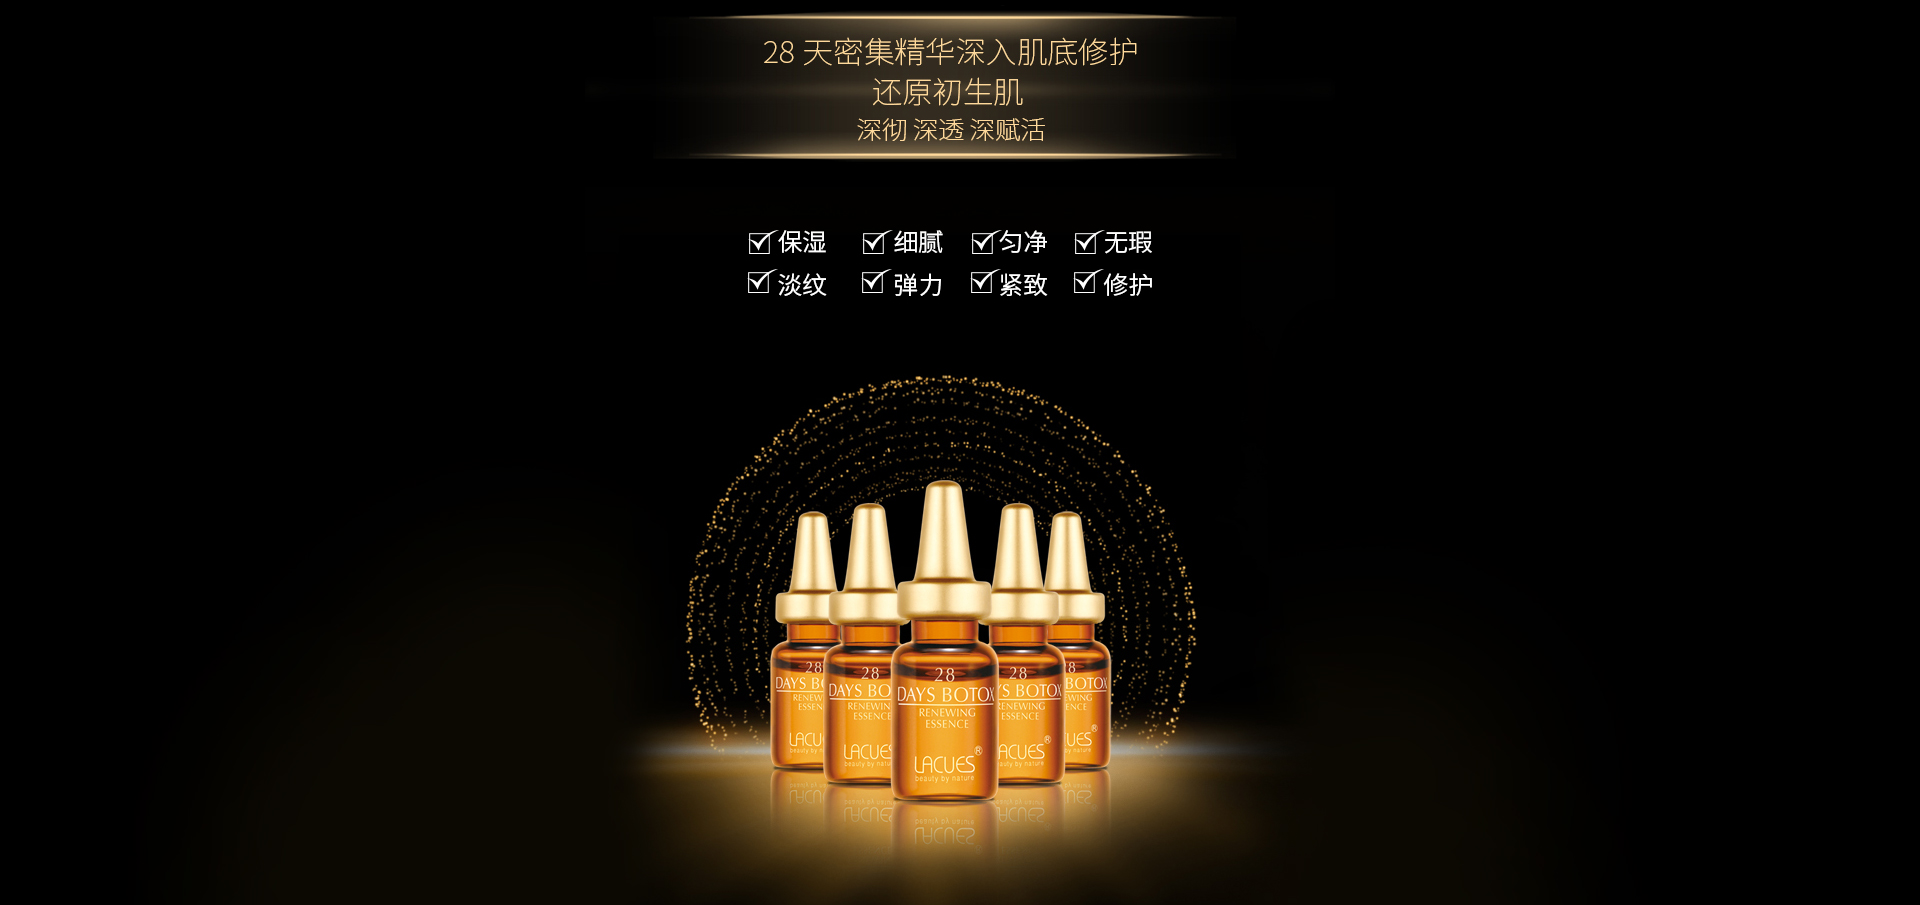 28 天密集精华深入肌底修护
还原初生肌
深彻 深透 深赋活
保湿 细腻 匀净 无瑕
淡纹 弹力 紧致 修护
28
DAYS BOTOX
RENEWING
ESSENCE
LACUES®
beauty by nature